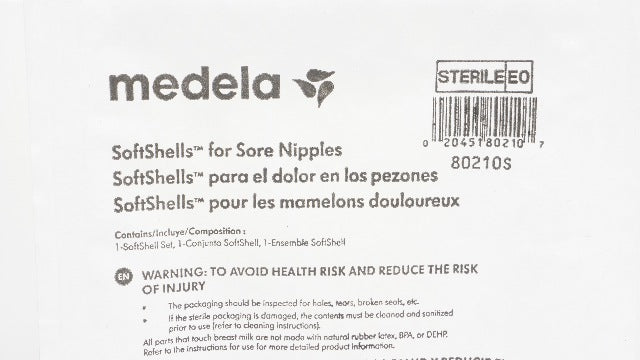 medela
STERILE EO
0 20451 80210 7
80210S
SoftShells™ for Sore Nipples
SoftShells™ para el dolor en los pezones
SoftShells™ pour les mamelons douloureux
Contains/Incluye/Composition :
1-SoftShell Set, 1-Conjunto SoftShell, 1-Ensemble SoftShell
EN WARNING: TO AVOID HEALTH RISK AND REDUCE THE RISK
OF INJURY
• The packaging should be inspected for holes, tears, broken seals, etc.
• If the sterile packaging is damaged, the contents must be cleaned and sanitized
prior to use (refer to cleaning instructions).
All parts that touch breast milk are not made with natural rubber latex, BPA, or DEHP.
Refer to the instructions for use for more detailed product information.